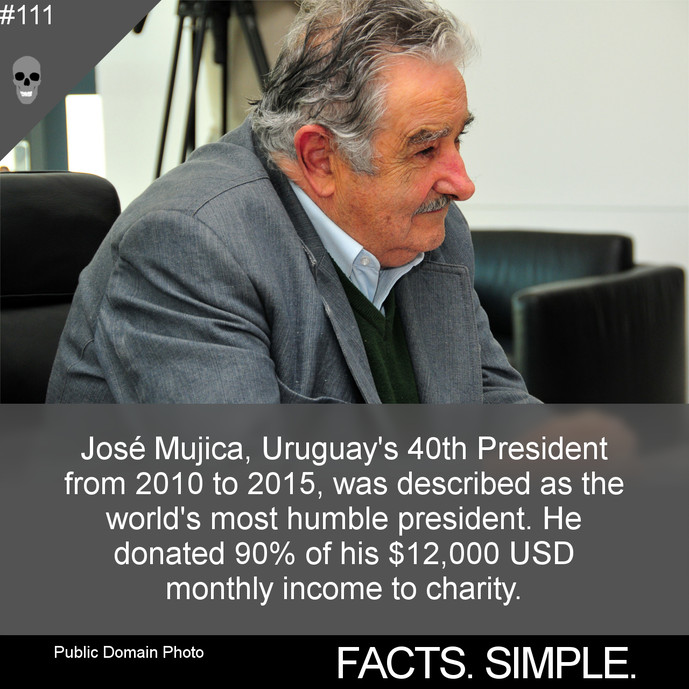 #111
José Mujica, Uruguay's 40th President
from 2010 to 2015, was described as the
world's most humble president. He
donated 90% of his $12,000 USD
monthly income to charity.
Public Domain Photo
FACTS. SIMPLE.